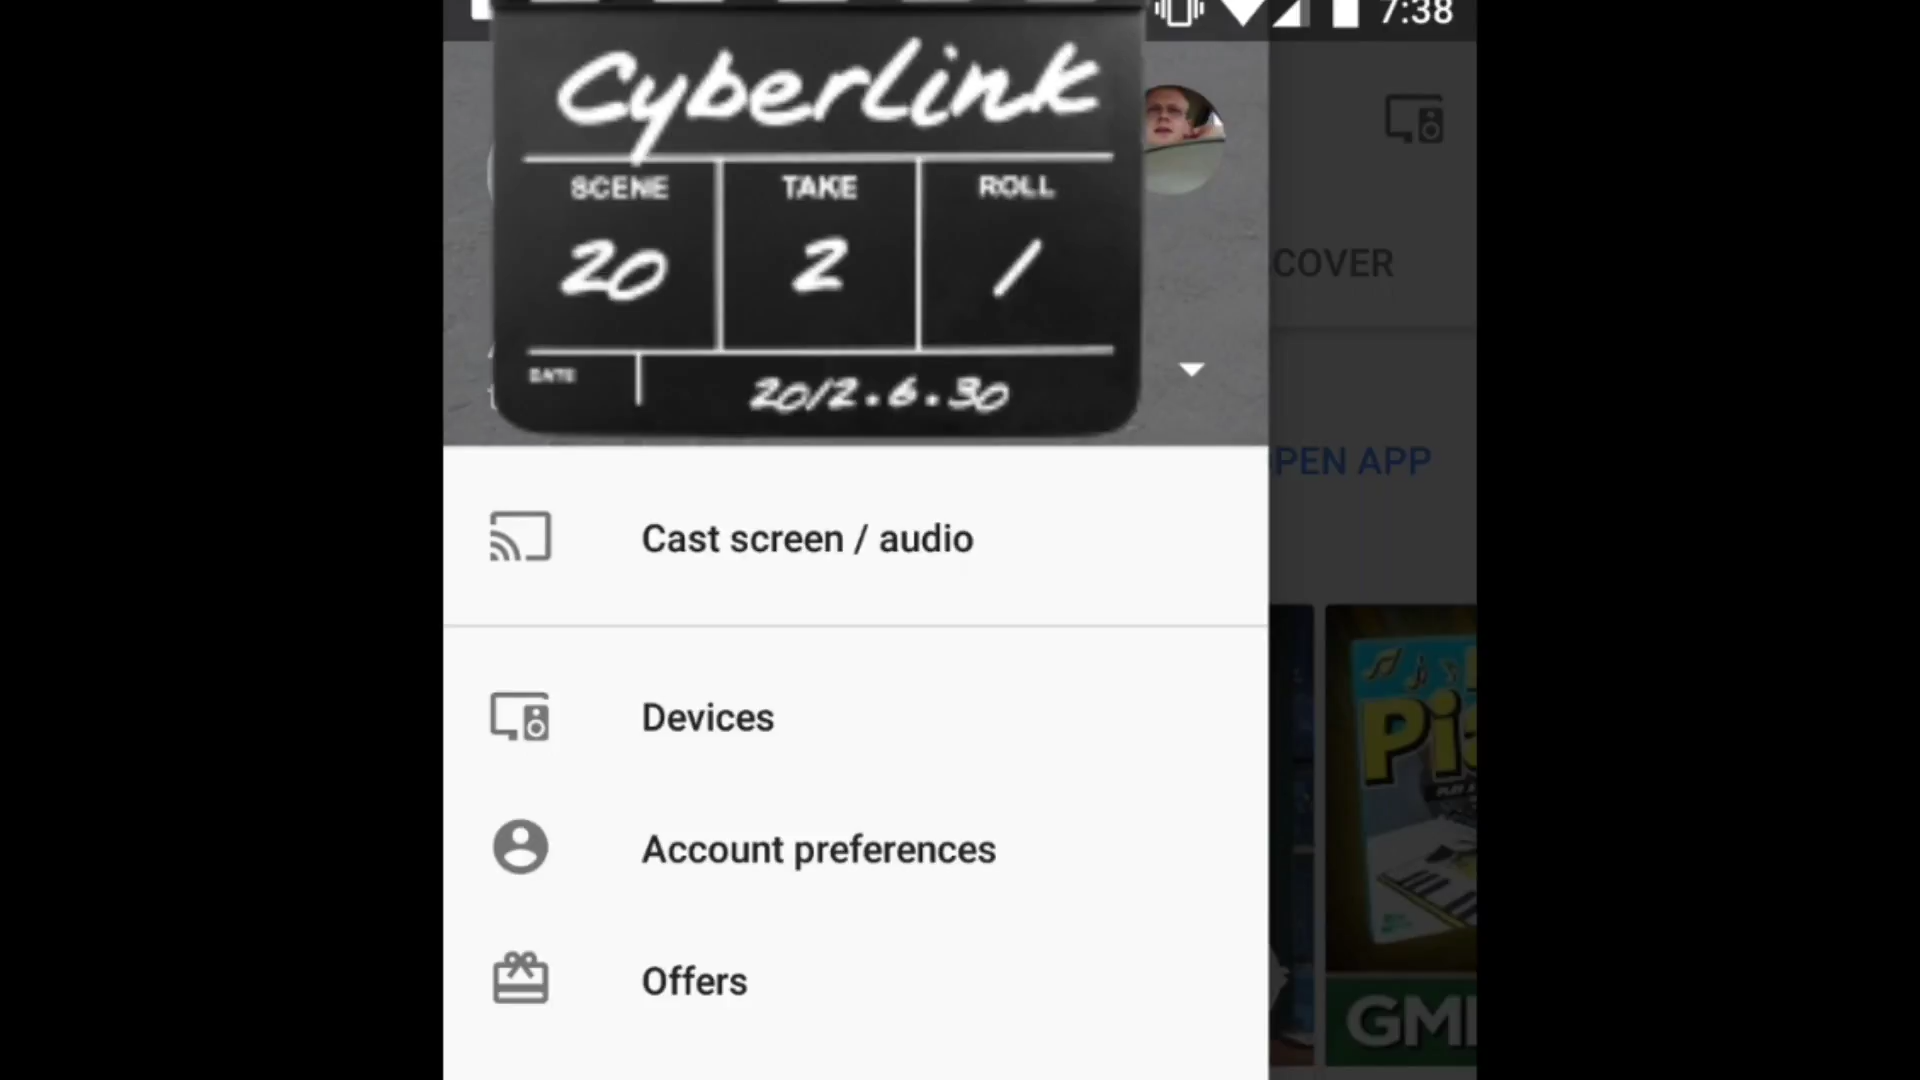 7:38
Cyberlink
SCENE TAKE ROLL
20 2 1
DATE 2012.6.30
COVER
PEN APP
Cast screen / audio
Devices
Account preferences
Offers
Pi
GM